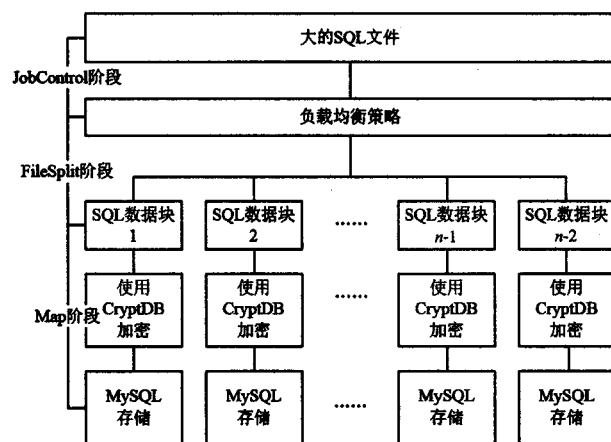 大的SQL文件
JobControl阶段
负载均衡策略
FileSplit阶段
SQL数据块
1
SQL数据块
2
……
SQL数据块
n-1
SQL数据块
n-2
Map阶段
使用
CryptDB
加密
使用
CryptDB
加密
……
使用
CryptDB
加密
使用
CryptDB
加密
MySQL
存储
MySQL
存储
……
MySQL
存储
MySQL
存储